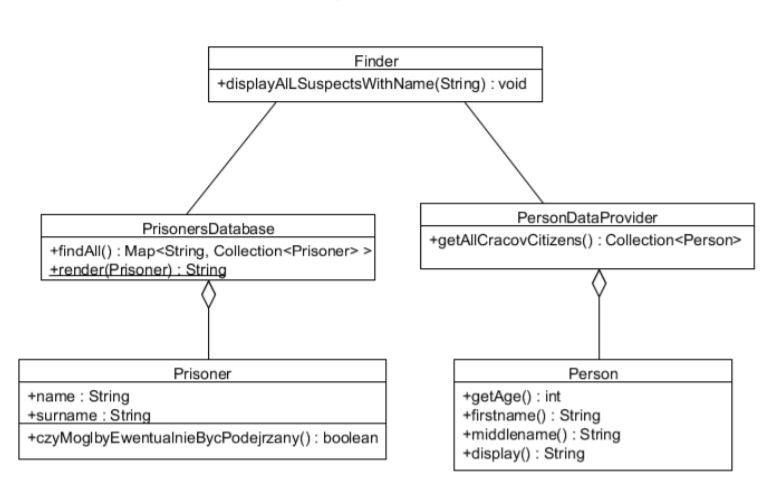 Finder
+displayAlLSuspectsWithName(String) : void
PrisonersDatabase
+findAll() : Map<String, Collection<Prisoner> >
+render(Prisoner) : String
PersonDataProvider
+getAllCracovCitizens() : Collection<Person>
Prisoner
+name : String
+surname : String
+czyMoglbyEwentualnieBycPodejrzany() : boolean
Person
+getAge() : int
+firstname() : String
+middlename() : String
+display() : String